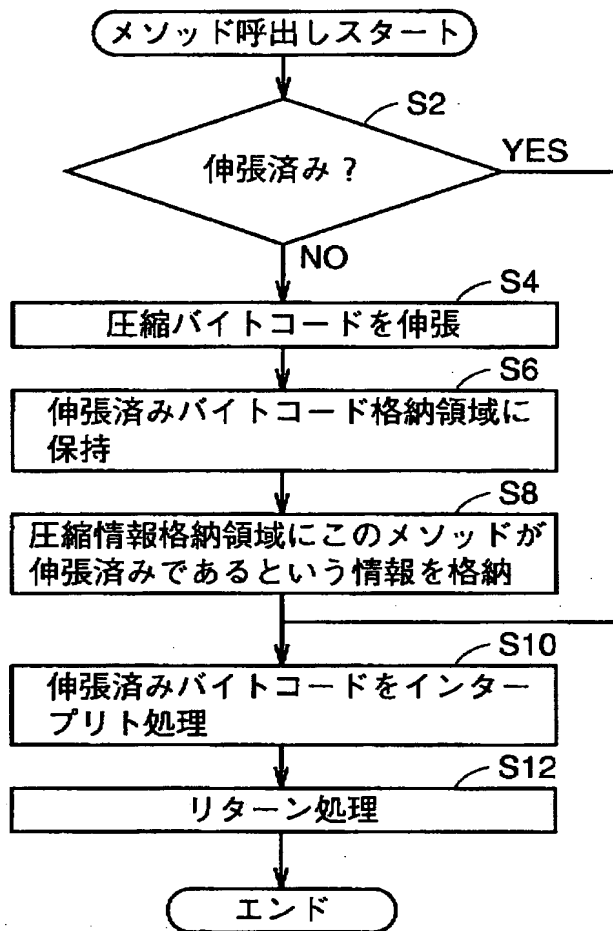 メソッド呼出しスタート
S2
伸張済み？
YES
NO
S4
圧縮バイトコードを伸張
S6
伸張済みバイトコード格納領域に
保持
S8
圧縮情報格納領域にこのメソッドが
伸張済みであるという情報を格納
S10
伸張済みバイトコードをインター
プリト処理
S12
リターン処理
エンド